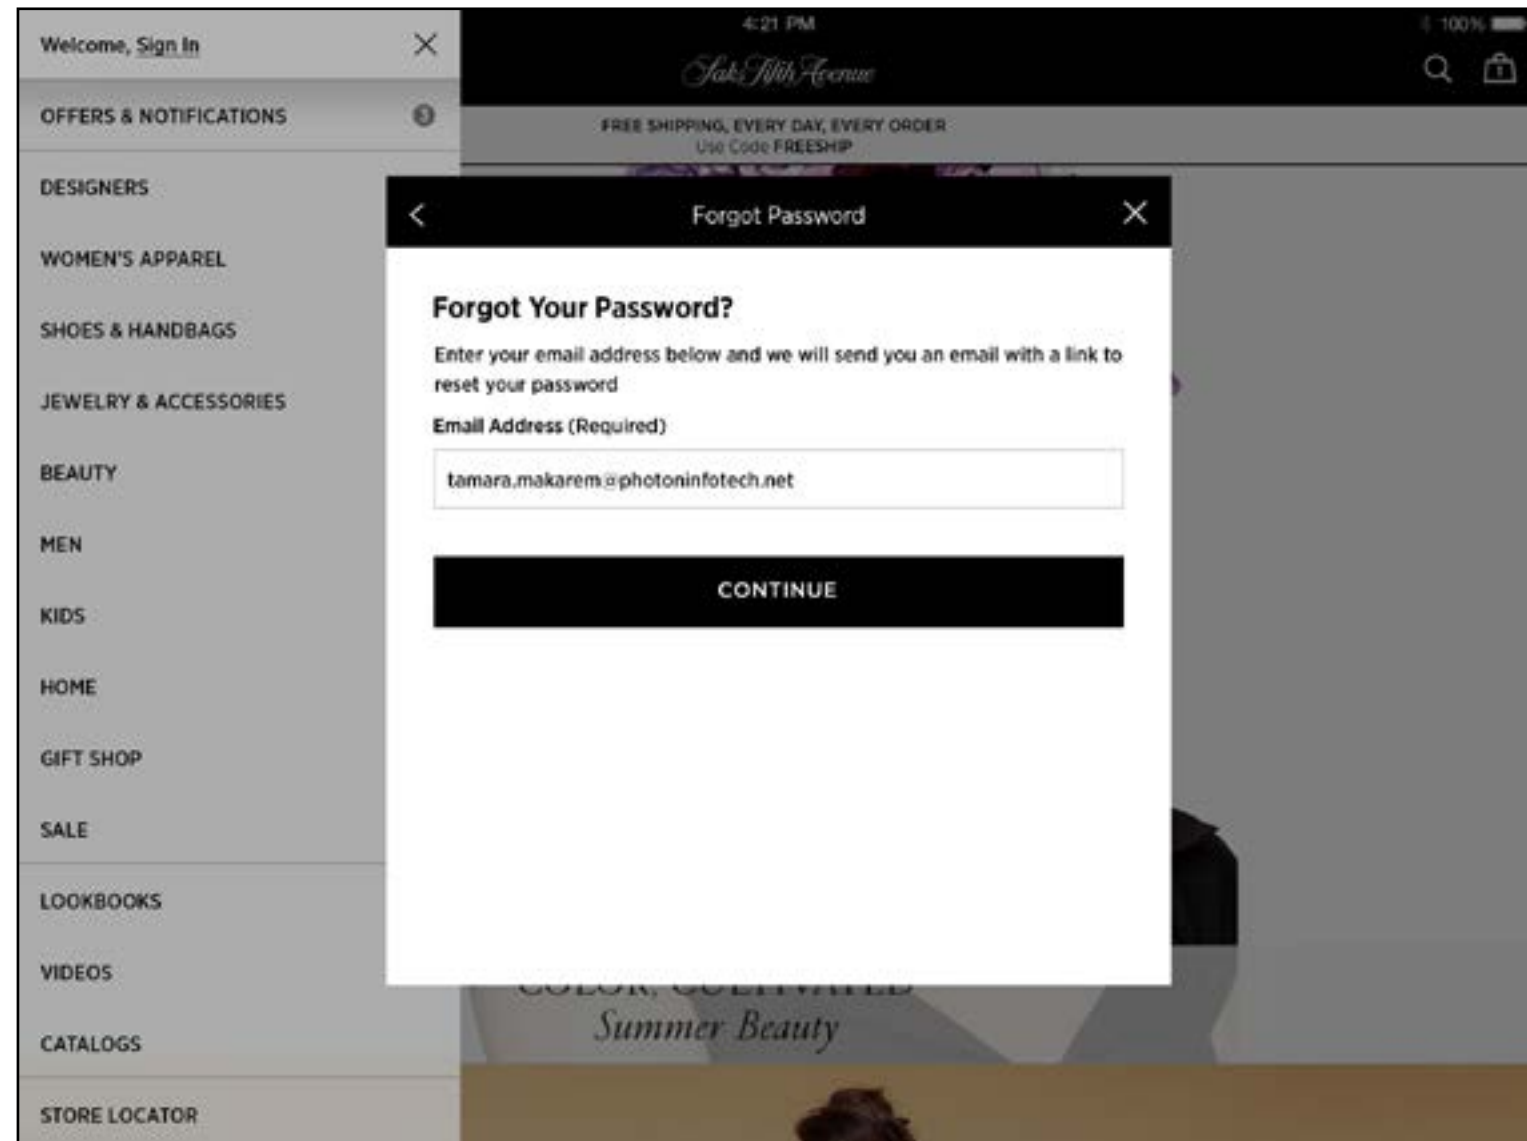 4:21 PM
100%
Welcome, Sign In
Saks Fifth Avenue
OFFERS & NOTIFICATIONS 3
FREE SHIPPING, EVERY DAY, EVERY ORDER
Use Code FREESHIP
DESIGNERS
WOMEN'S APPAREL
SHOES & HANDBAGS
JEWELRY & ACCESSORIES
BEAUTY
MEN
KIDS
HOME
GIFT SHOP
SALE
LOOKBOOKS
VIDEOS
CATALOGS
STORE LOCATOR
Forgot Password
Forgot Your Password?
Enter your email address below and we will send you an email with a link to
reset your password
Email Address (Required)
tamara.makarem@photoninfotech.net
CONTINUE
COLOR, CULTIVATED
Summer Beauty